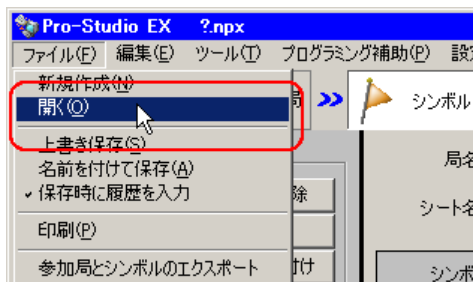 Pro-Studio EX ?.npx
ファイル(F) 編集(E) ツール(T) プログラミング補助(P) 設
新規作成(N)
開く(O)
シンボル
上書き保存(S)
局名
名前を付けて保存(A)
保存時に履歴を入力
除
シート名
印刷(P)
参加局とシンボルのエクスポート
付け
シンボ